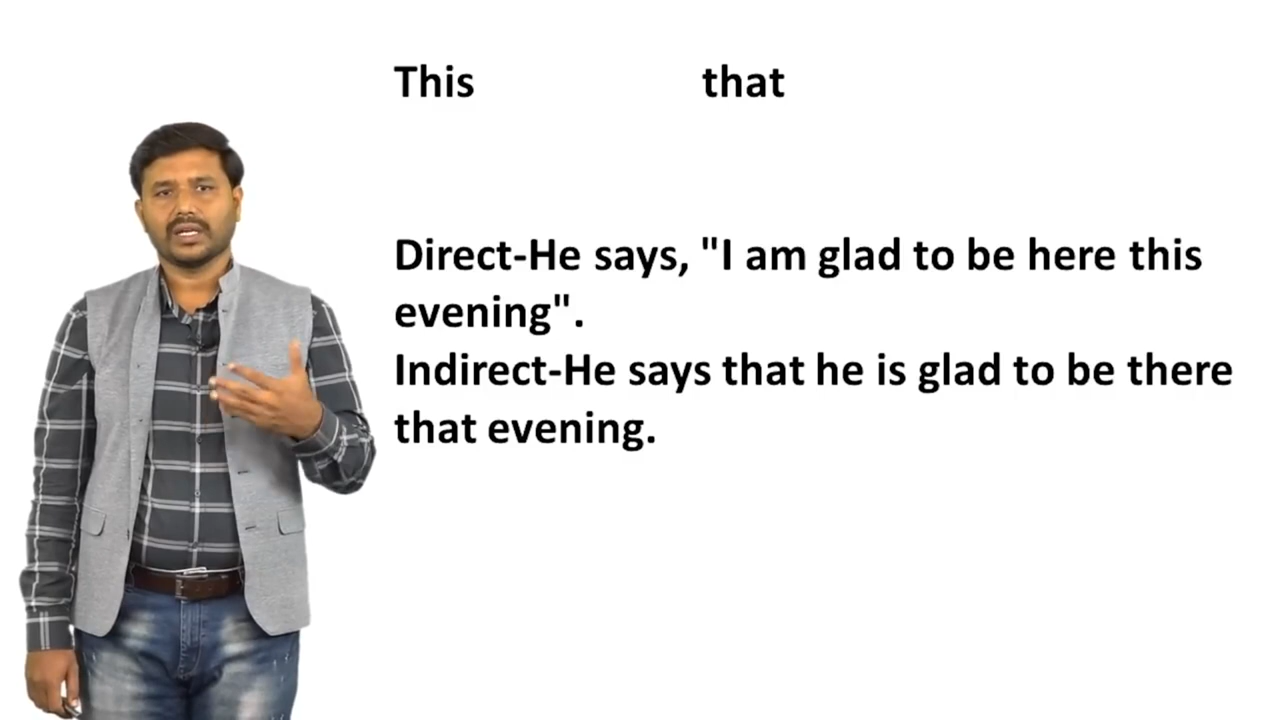 This that
Direct-He says, "I am glad to be here this
evening".
Indirect-He says that he is glad to be there
that evening.